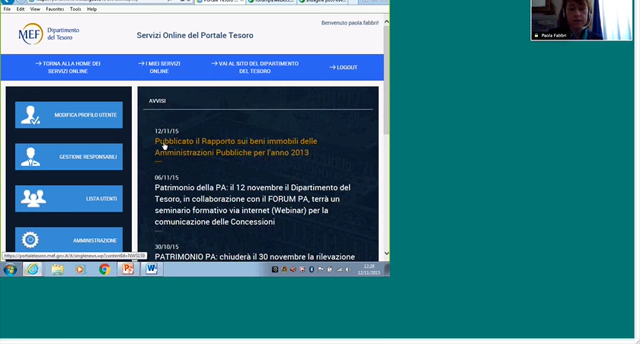 File Edit View Favorites Tools Help
Benvenuto paola fabbri!
MEF Dipartimento
del Tesoro
Servizi Online del Portale Tesoro
TORNA ALLA HOME DEI
SERVIZI ONLINE
I MIEI SERVIZI
ONLINE
VAI AL SITO DEL DIPARTIMENTO
DEL TESORO
LOGOUT
MODIFICA PROFILO UTENTE
GESTIONE RESPONSABILI
LISTA UTENTI
AMMINISTRAZIONE
AVVISI
12/11/15
Pubblicato il Rapporto sui beni immobili delle
Amministrazioni Pubbliche per l'anno 2013
06/11/15
Patrimonio della PA: il 12 novembre il Dipartimento del
Tesoro, in collaborazione con il FORUM PA, terrà un
seminario formativo via internet (Webinar) per la
comunicazione delle Concessioni
30/10/15
PATRIMONIO PA: chiuderà il 30 novembre la rilevazione
12:28
12/11/2015
Paola Fabbri